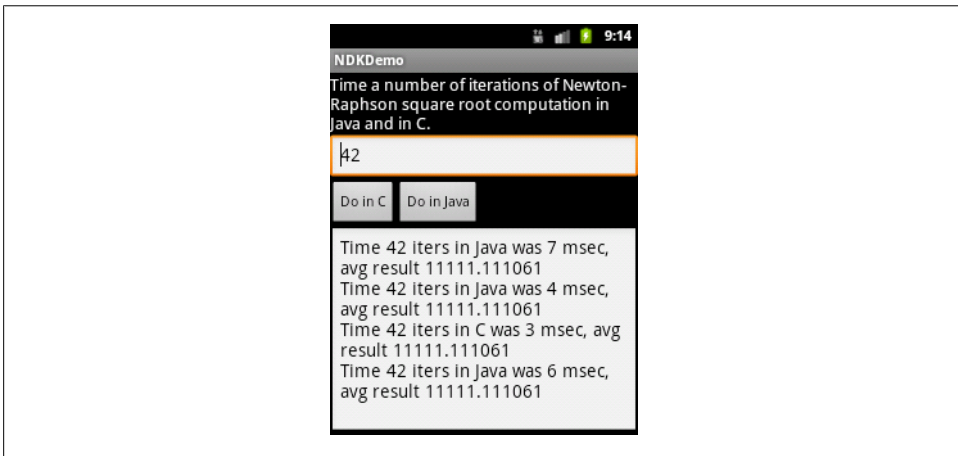 9:14
NDKDemo
Time a number of iterations of Newton-
Raphson square root computation in
Java and in C.
42
Do in C Do in Java
Time 42 iters in Java was 7 msec,
avg result 11111.111061
Time 42 iters in Java was 4 msec,
avg result 11111.111061
Time 42 iters in C was 3 msec, avg
result 11111.111061
Time 42 iters in Java was 6 msec,
avg result 11111.111061